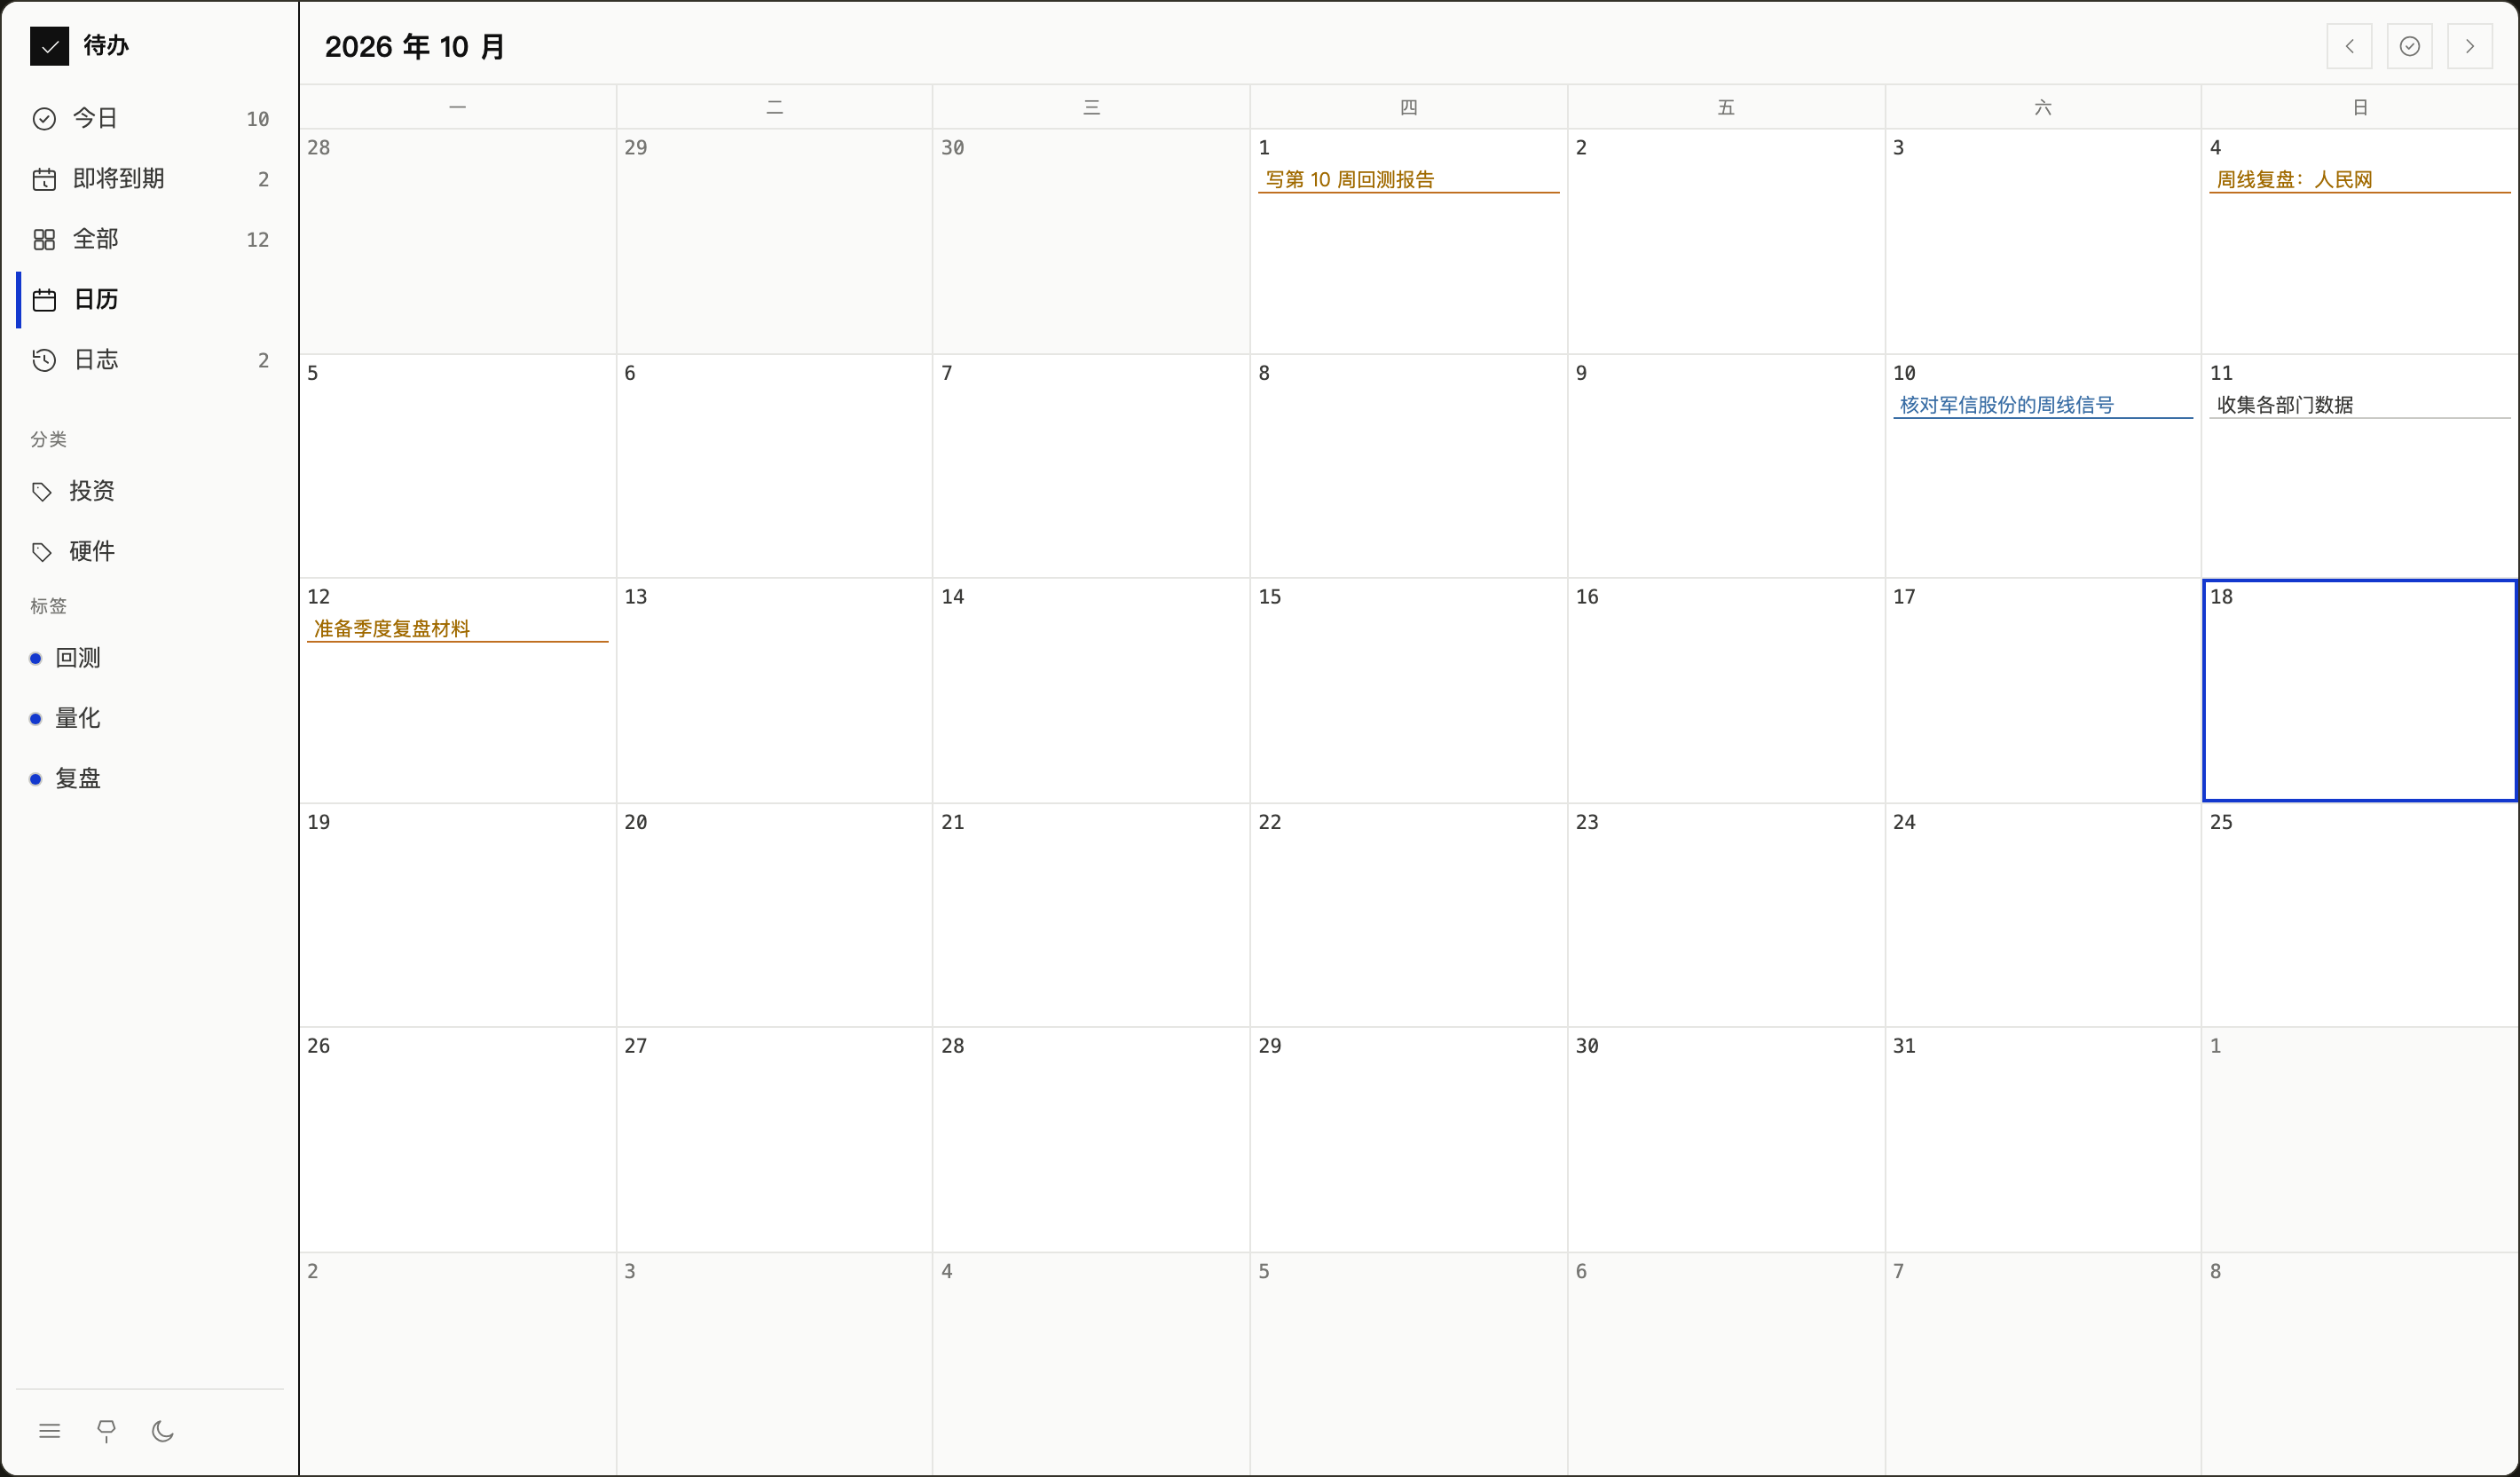 待办
今日 10
即将到期 2
全部 12
日历
日志 2
分类
投资
硬件
标签
回测
量化
复盘
2026 年 10 月
一 二 三 四 五 六 日
28 29 30 1 2 3 4
写第 10 周回测报告 周线复盘：人民网
5 6 7 8 9 10 11
核对军信股份的周线信号 收集各部门数据
12 13 14 15 16 17 18
准备季度复盘材料
19 20 21 22 23 24 25
26 27 28 29 30 31 1
2 3 4 5 6 7 8